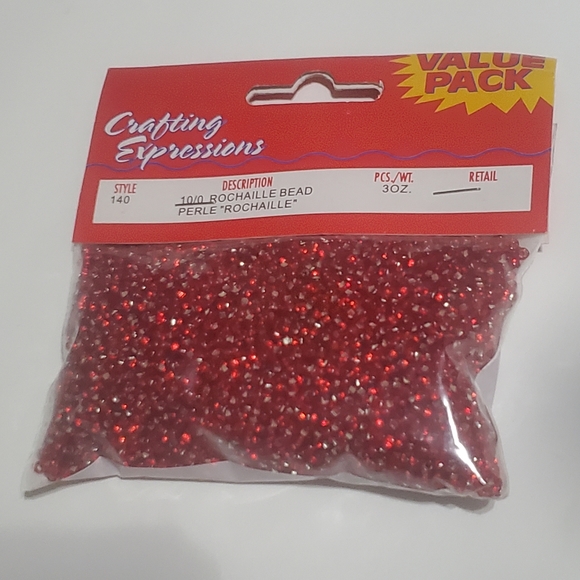 VALUE
PACK
Crafting
Expressions
STYLE DESCRIPTION PCS./WT. RETAIL
140 10/0 ROCHAILLE BEAD 3OZ.
PERLE "ROCHAILLE"